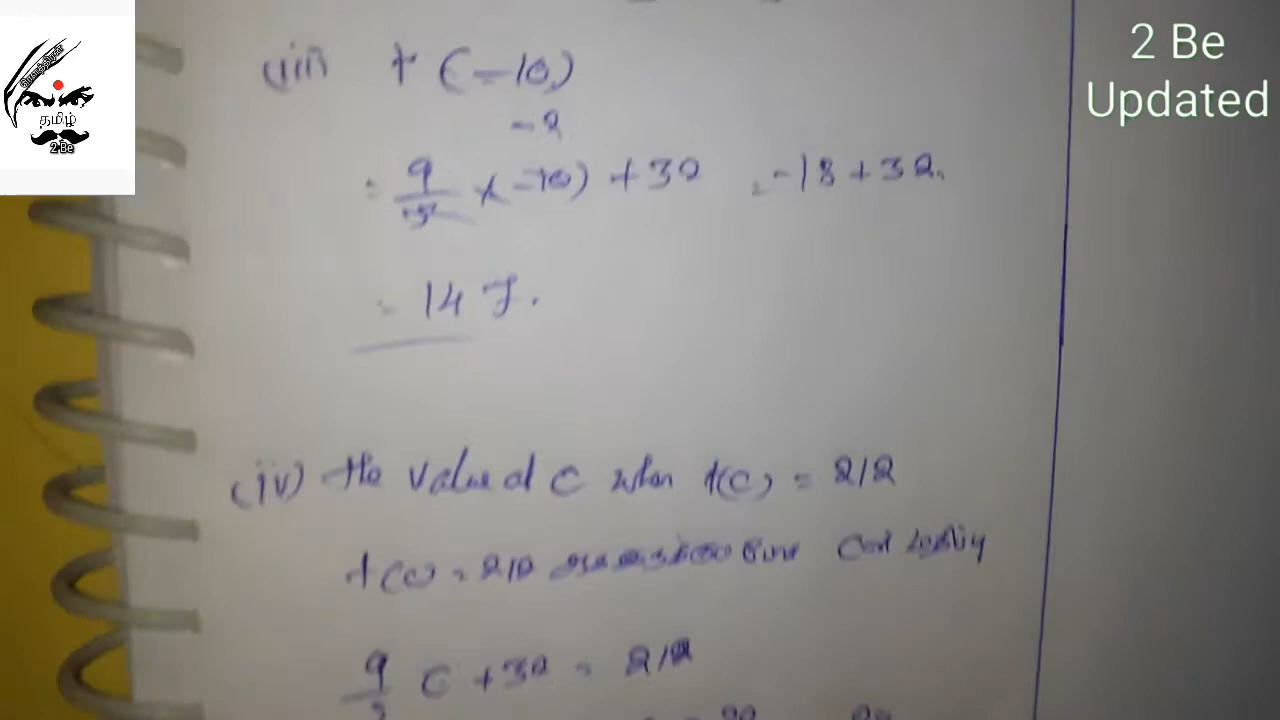 2 Be
Updated
தமிழ்
2 Be
(iii) t (-10)
-2
= 9/5 × (-10) + 32 = -18 + 32.
= 14 F.
(iv) the value of C when t(C) = 212
t(C) = 212
9/5 C + 32 = 212